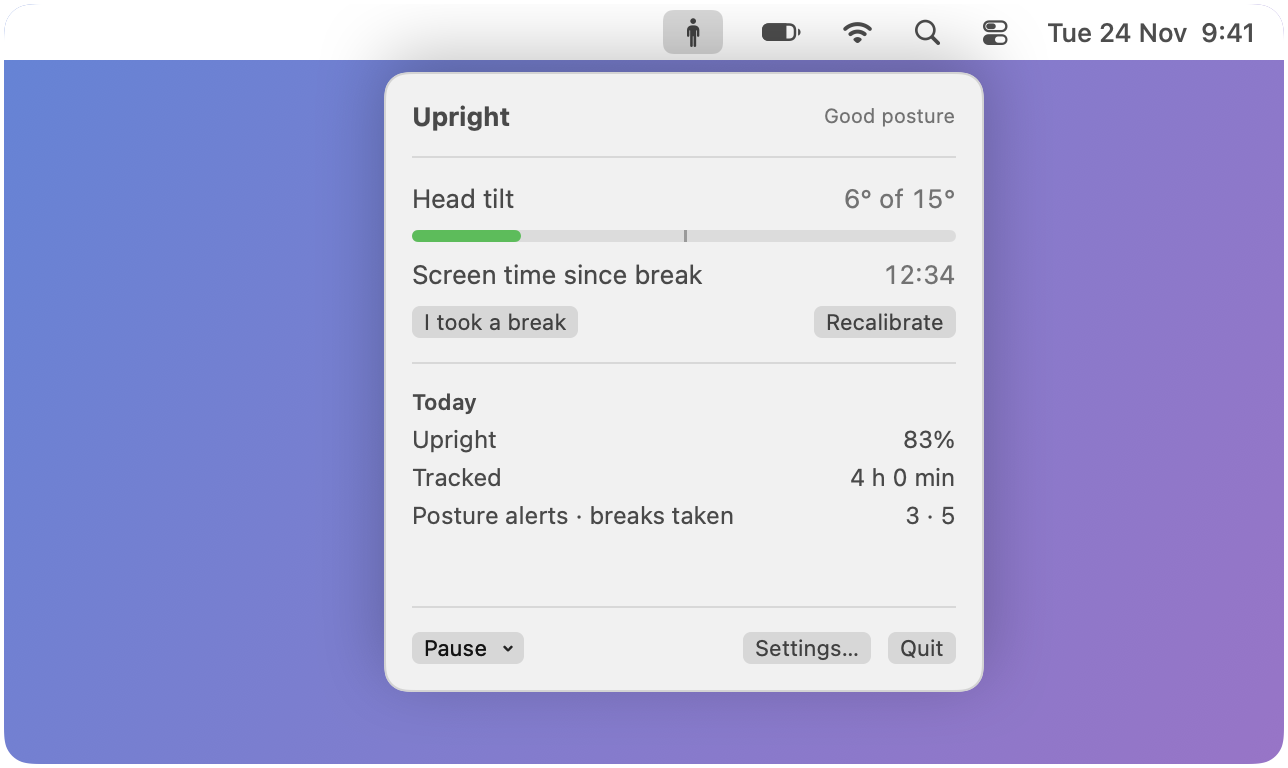 Tue 24 Nov 9:41
Upright Good posture
Head tilt 6° of 15°
Screen time since break 12:34
I took a break Recalibrate
Today
Upright 83%
Tracked 4 h 0 min
Posture alerts · breaks taken 3 · 5
Pause Settings... Quit